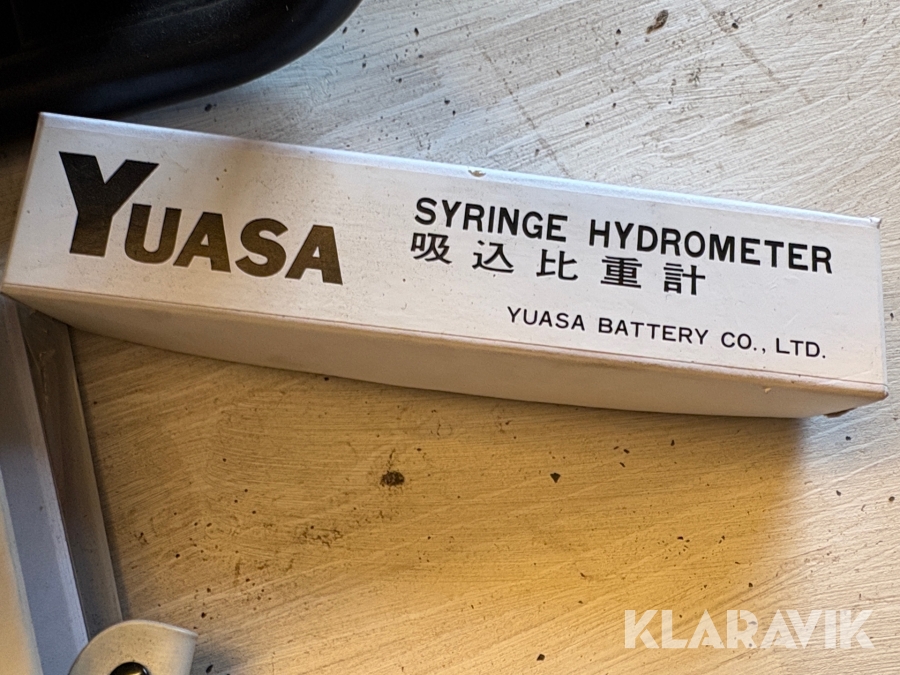 YUASA
SYRINGE HYDROMETER
吸込比重計
YUASA BATTERY CO., LTD.
KLARAVIK